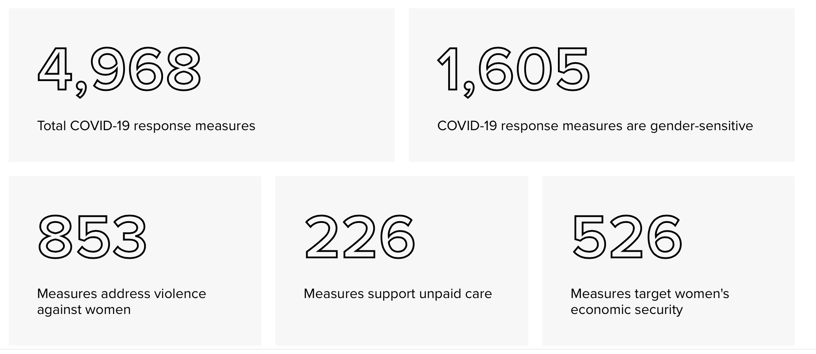 4,968
Total COVID-19 response measures
1,605
COVID-19 response measures are gender-sensitive
853
Measures address violence
against women
226
Measures support unpaid care
526
Measures target women's
economic security